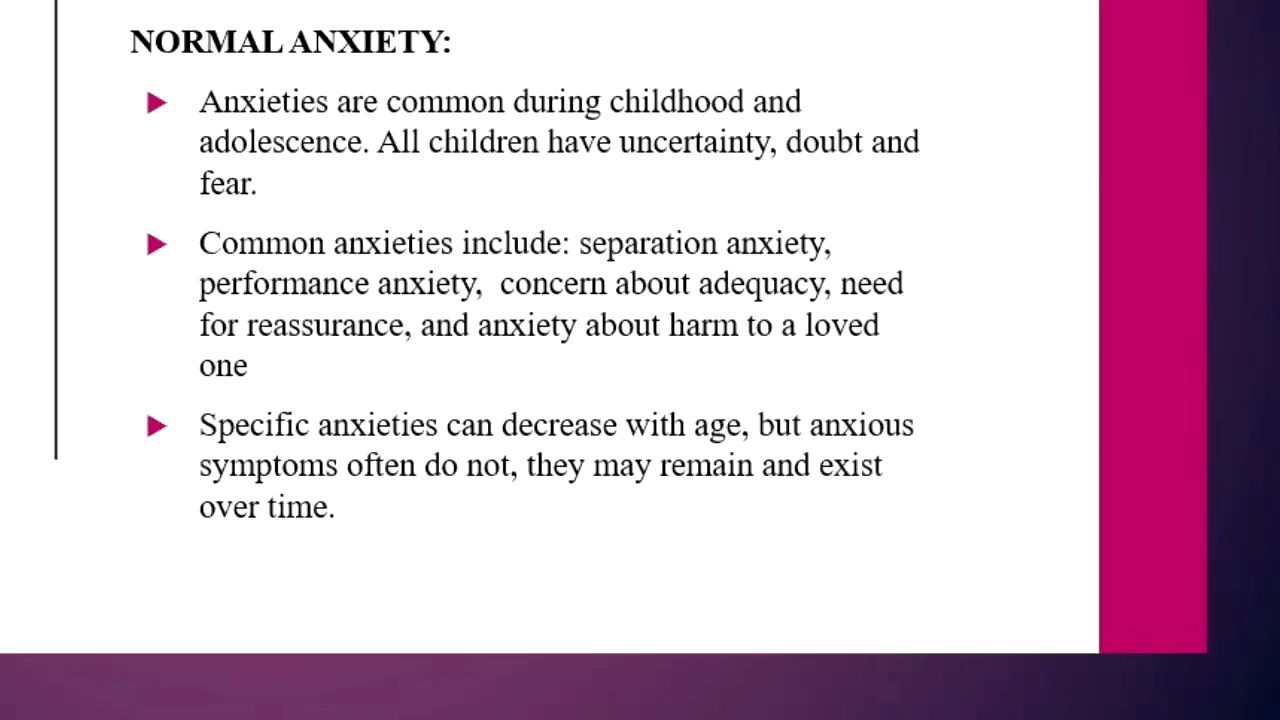 NORMAL ANXIETY:
Anxieties are common during childhood and
adolescence. All children have uncertainty, doubt and
fear.
Common anxieties include: separation anxiety,
performance anxiety,  concern about adequacy, need
for reassurance, and anxiety about harm to a loved
one
Specific anxieties can decrease with age, but anxious
symptoms often do not, they may remain and exist
over time.